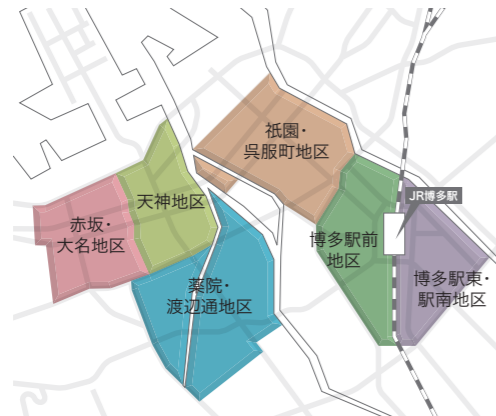 祇園・
呉服町地区
JR博多駅
天神地区
赤坂・
大名地区
博多駅前
地区
博多駅東・
駅南地区
薬院・
渡辺通地区